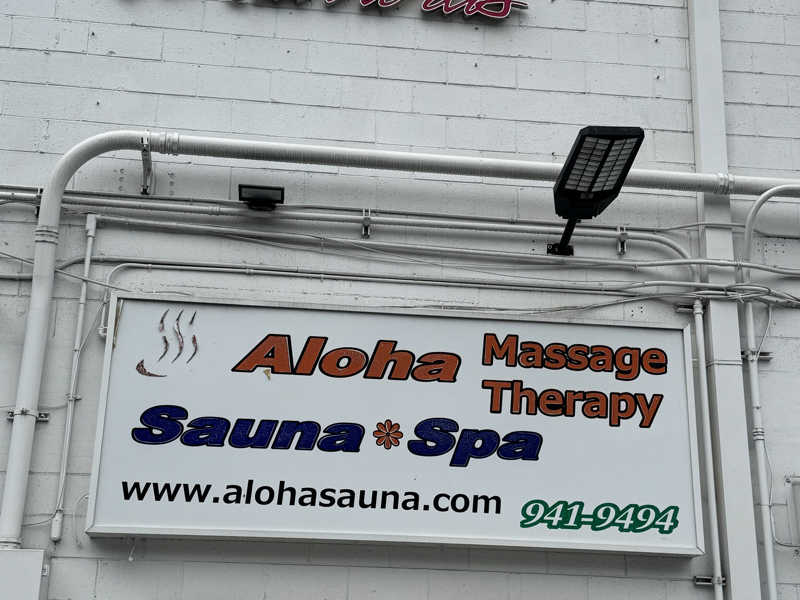 Aloha Massage Therapy
Sauna Spa
www.alohasauna.com
941-9494